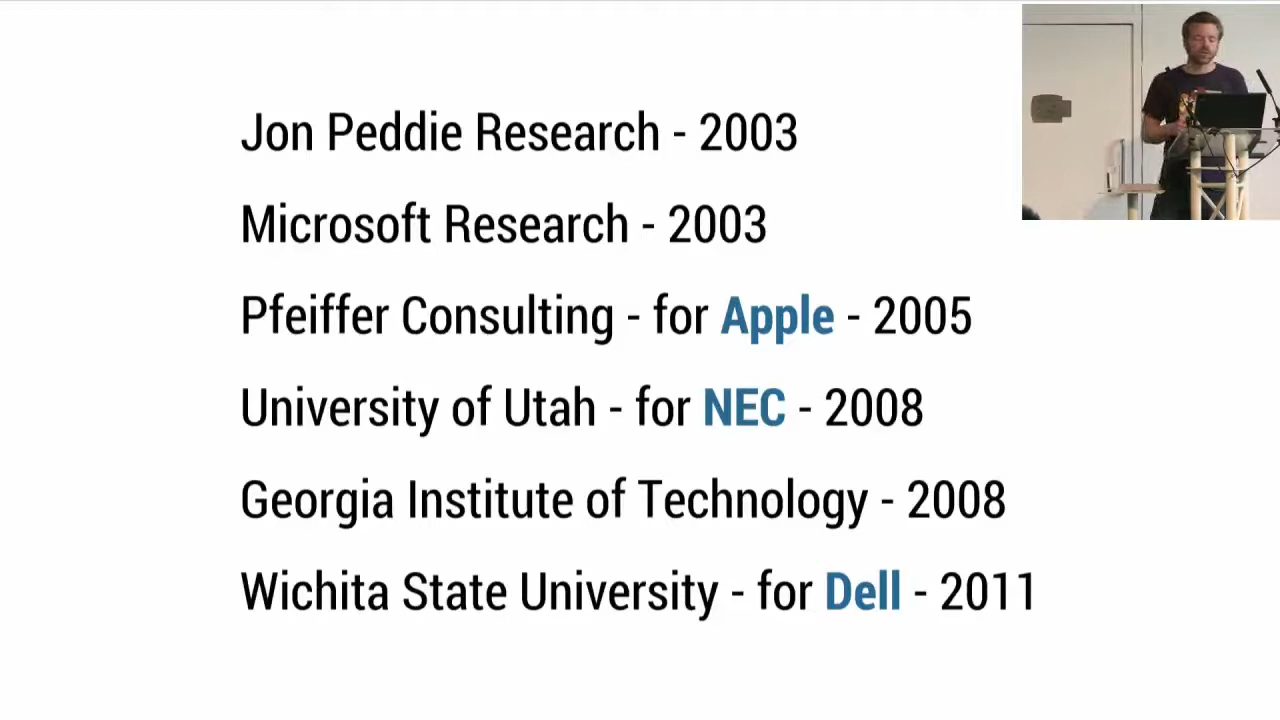 Jon Peddie Research - 2003
Microsoft Research - 2003
Pfeiffer Consulting - for Apple - 2005
University of Utah - for NEC - 2008
Georgia Institute of Technology - 2008
Wichita State University - for Dell - 2011